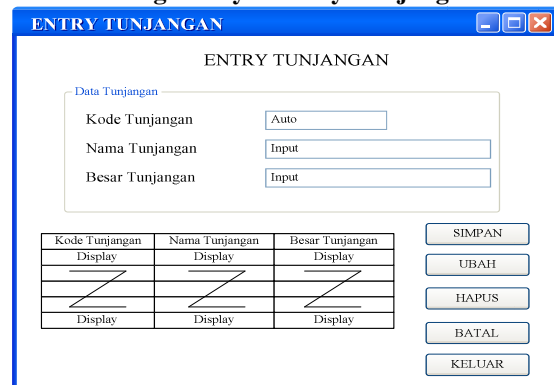 ENTRY TUNJANGAN
ENTRY TUNJANGAN
Data Tunjangan
Kode Tunjangan Auto
Nama Tunjangan Input
Besar Tunjangan Input
Kode Tunjangan Nama Tunjangan Besar Tunjangan
Display Display Display
Display Display Display
SIMPAN
UBAH
HAPUS
BATAL
KELUAR